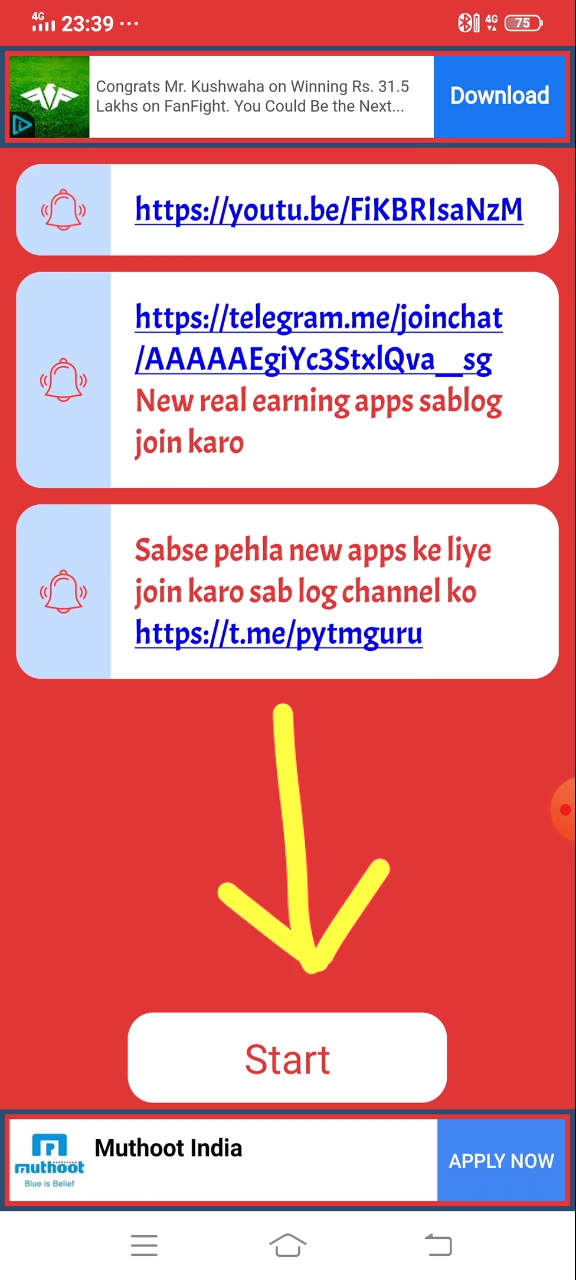 4G 23:39 ...
4G 75
Congrats Mr. Kushwaha on Winning Rs. 31.5
Lakhs on FanFight. You Could Be the Next...
Download
https://youtu.be/FiKBRIsaNzM
https://telegram.me/joinchat
/AAAAAEgiYc3StxlQva__sg
New real earning apps sablog
join karo
Sabse pehla new apps ke liye
join karo sab log channel ko
https://t.me/pytmguru
Start
muthoot
Blue is Belief
Muthoot India
APPLY NOW